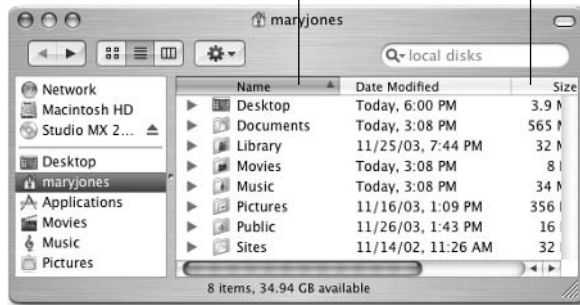 maryjones
local disks
Network
Macintosh HD
Studio MX 2...
Desktop
maryjones
Applications
Movies
Music
Pictures
Name Date Modified Size
Desktop Today, 6:00 PM 3.9
Documents Today, 3:08 PM 565
Library 11/25/03, 7:44 PM 32
Movies Today, 3:08 PM 8
Music Today, 3:08 PM 34
Pictures 11/16/03, 1:09 PM 356
Public 11/26/03, 1:43 PM 16
Sites 11/14/02, 11:26 AM 32
8 items, 34.94 GB available